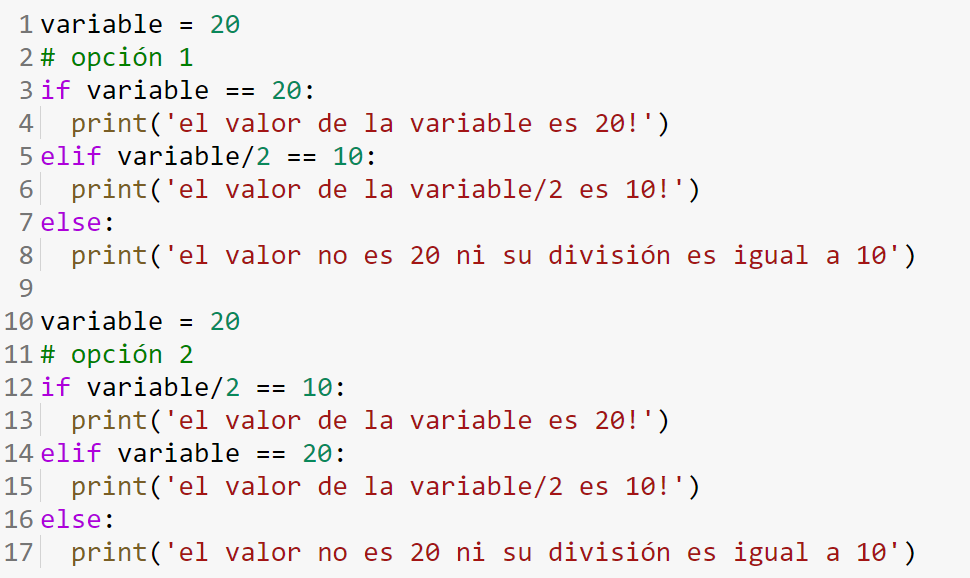 1 variable = 20
2 # opción 1
3 if variable == 20:
4   print('el valor de la variable es 20!')
5 elif variable/2 == 10:
6   print('el valor de la variable/2 es 10!')
7 else:
8   print('el valor no es 20 ni su división es igual a 10')
9
10 variable = 20
11 # opción 2
12 if variable/2 == 10:
13   print('el valor de la variable es 20!')
14 elif variable == 20:
15   print('el valor de la variable/2 es 10!')
16 else:
17   print('el valor no es 20 ni su división es igual a 10')